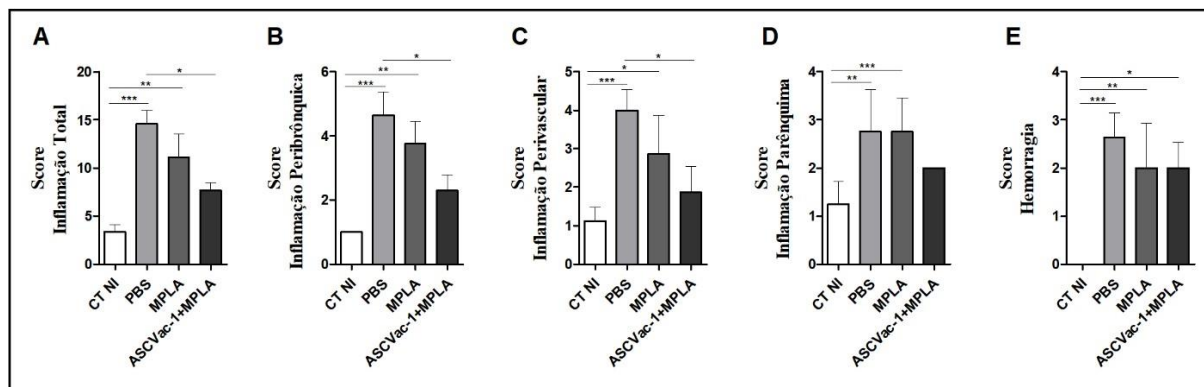 A
Score
Inflamação Total
20
15
10
5
0
*
**
***
CT NI
PBS
MPLA
ASCVac-1+MPLA
B
Score
Inflamação Peribrônquica
6
4
2
0
*
**
***
CT NI
PBS
MPLA
ASCVac-1+MPLA
C
Score
Inflamação Perivascular
5
4
3
2
1
0
*
*
***
CT NI
PBS
MPLA
ASCVac-1+MPLA
D
Score
Inflamação Parênquima
4
3
2
1
0
***
**
CT NI
PBS
MPLA
ASCVac-1+MPLA
E
Score
Hemorragia
4
3
2
1
0
*
**
***
CT NI
PBS
MPLA
ASCVac-1+MPLA